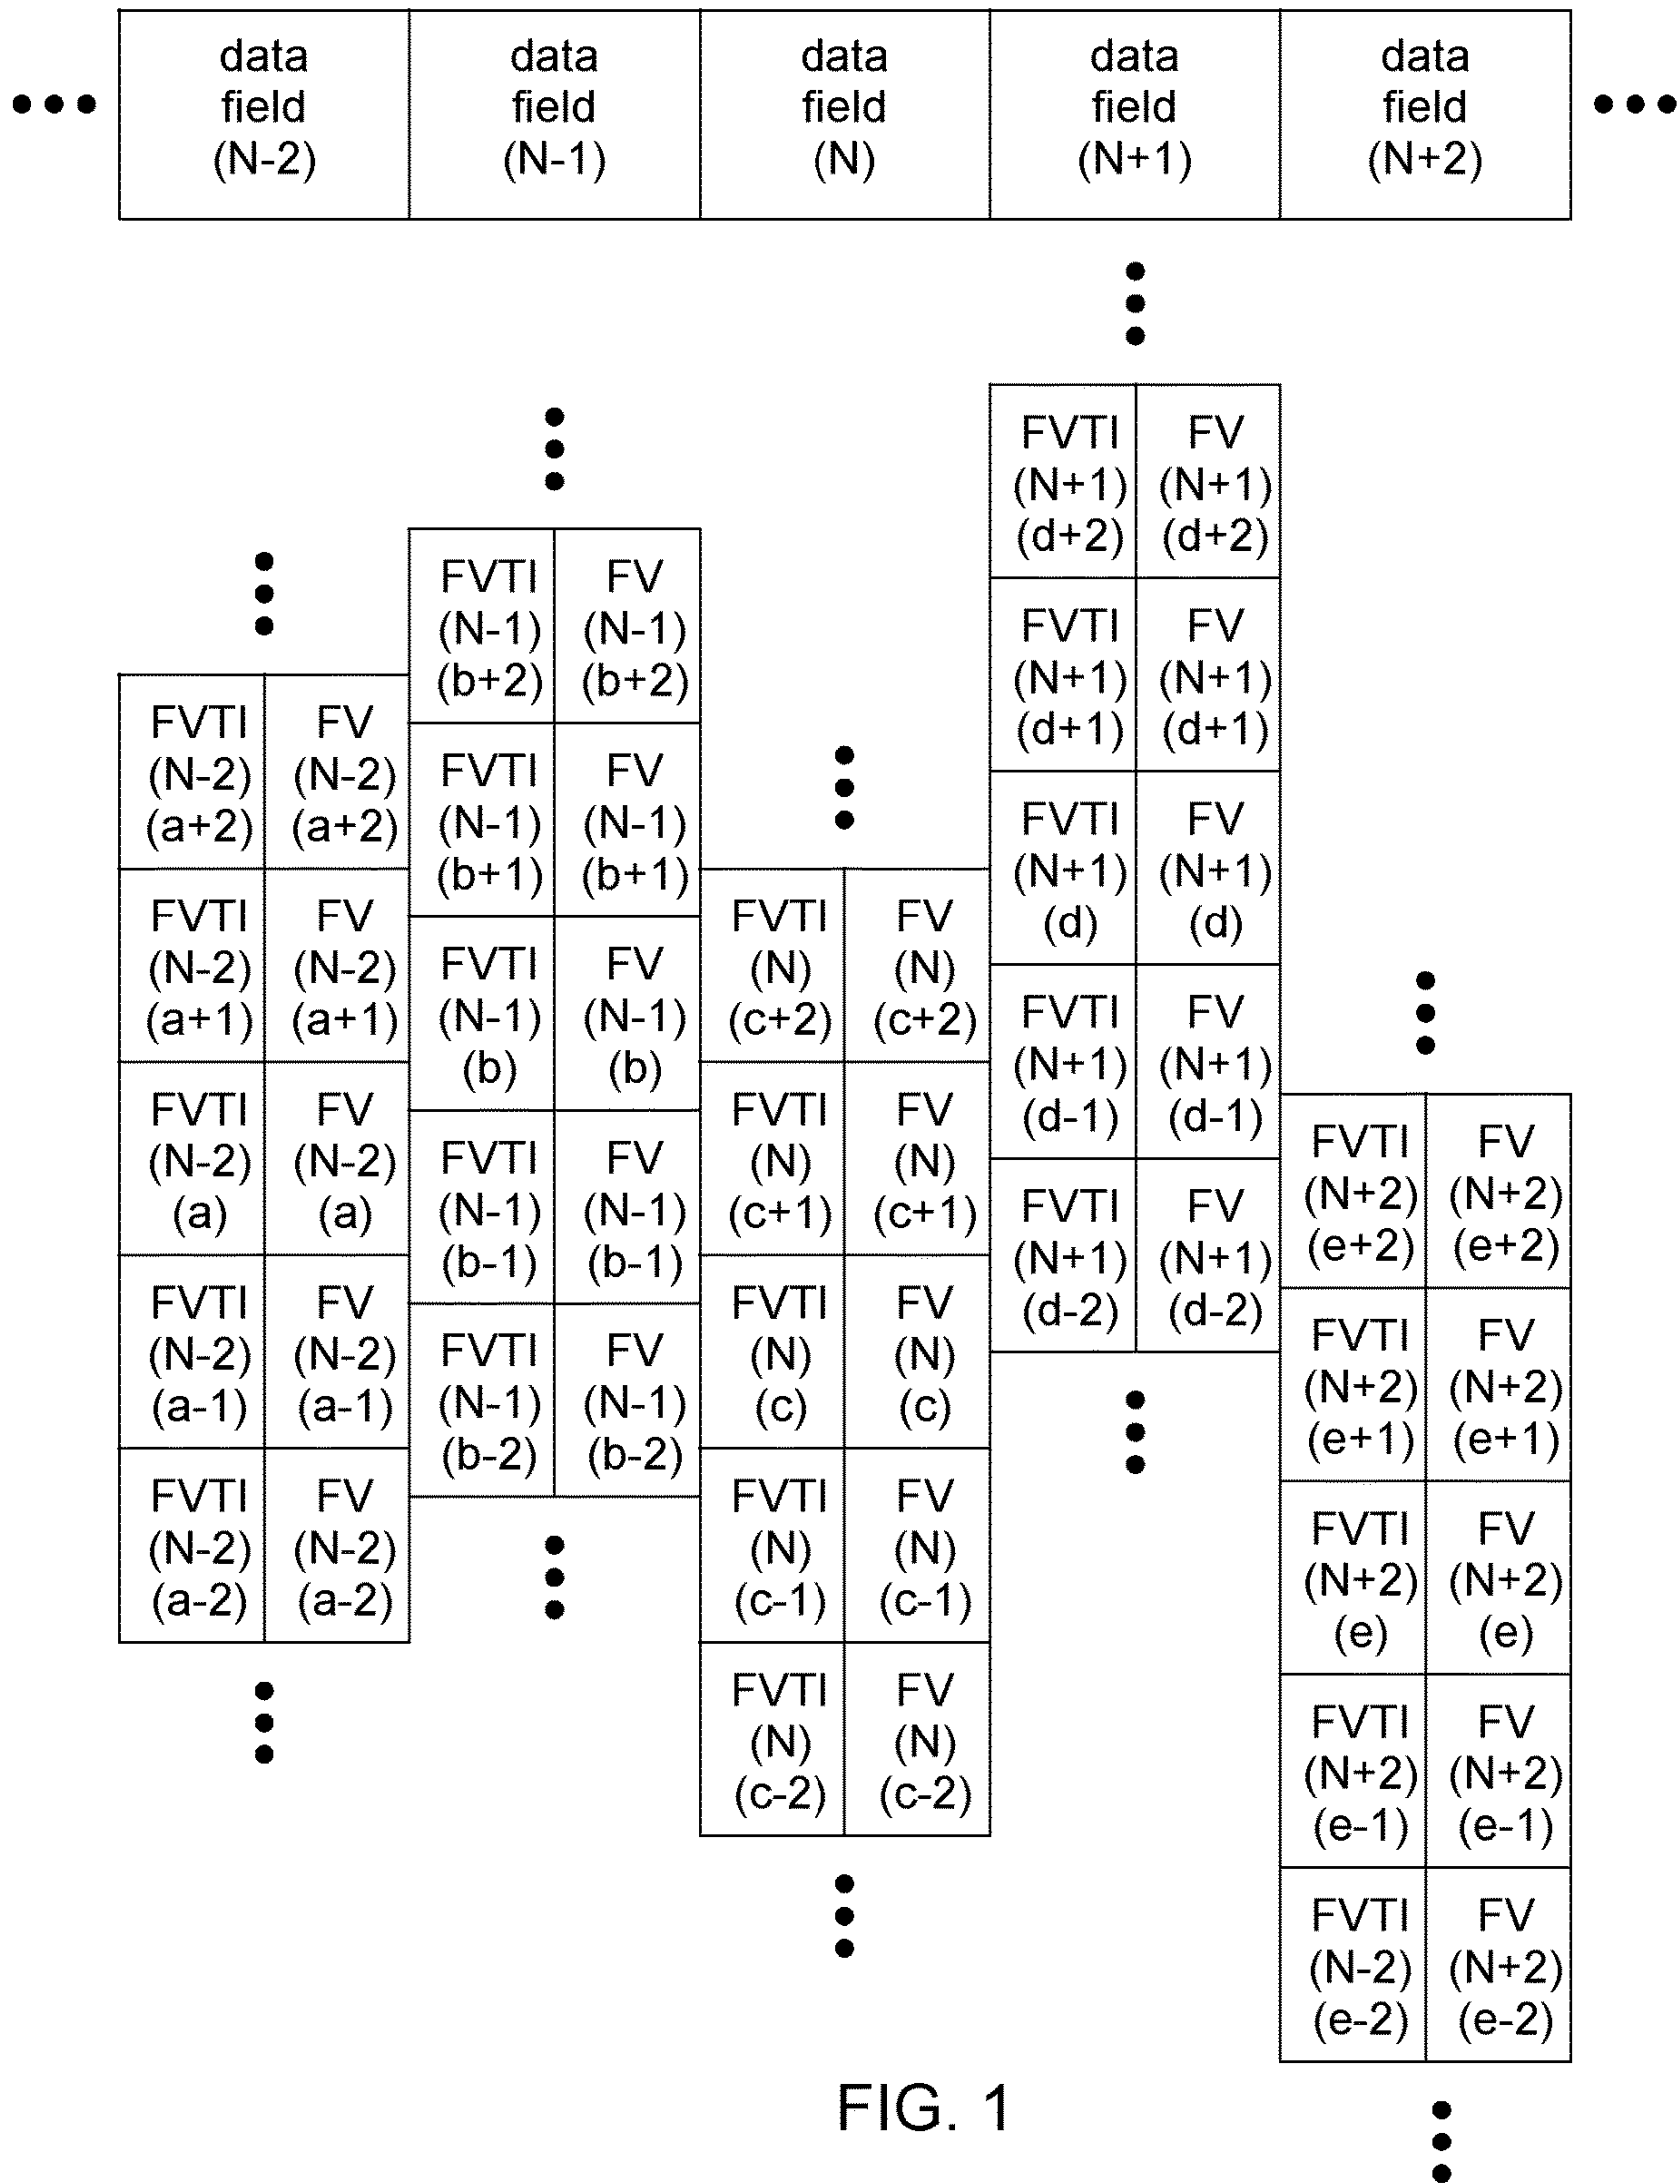 data
field
(N-2)
data
field
(N-1)
data
field
(N)
data
field
(N+1)
data
field
(N+2)
FVTI
(N-2)
(a+2)
FV
(N-2)
(a+2)
FVTI
(N-2)
(a+1)
FV
(N-2)
(a+1)
FVTI
(N-2)
(a)
FV
(N-2)
(a)
FVTI
(N-2)
(a-1)
FV
(N-2)
(a-1)
FVTI
(N-2)
(a-2)
FV
(N-2)
(a-2)
FVTI
(N-1)
(b+2)
FV
(N-1)
(b+2)
FVTI
(N-1)
(b+1)
FV
(N-1)
(b+1)
FVTI
(N-1)
(b)
FV
(N-1)
(b)
FVTI
(N-1)
(b-1)
FV
(N-1)
(b-1)
FVTI
(N-1)
(b-2)
FV
(N-1)
(b-2)
FVTI
(N)
(c+2)
FV
(N)
(c+2)
FVTI
(N)
(c+1)
FV
(N)
(c+1)
FVTI
(N)
(c)
FV
(N)
(c)
FVTI
(N)
(c-1)
FV
(N)
(c-1)
FVTI
(N)
(c-2)
FV
(N)
(c-2)
FVTI
(N+1)
(d+2)
FV
(N+1)
(d+2)
FVTI
(N+1)
(d+1)
FV
(N+1)
(d+1)
FVTI
(N+1)
(d)
FV
(N+1)
(d)
FVTI
(N+1)
(d-1)
FV
(N+1)
(d-1)
FVTI
(N+1)
(d-2)
FV
(N+1)
(d-2)
FVTI
(N+2)
(e+2)
FV
(N+2)
(e+2)
FVTI
(N+2)
(e+1)
FV
(N+2)
(e+1)
FVTI
(N+2)
(e)
FV
(N+2)
(e)
FVTI
(N+2)
(e-1)
FV
(N+2)
(e-1)
FVTI
(N-2)
(e-2)
FV
(N+2)
(e-2)
FIG. 1